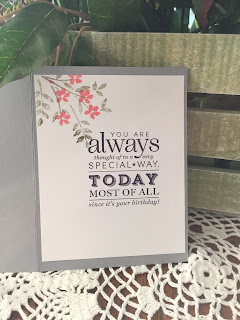 YOU ARE
always
thought of in a very
SPECIAL • WAY.
TODAY
MOST OF ALL
since it's your birthday!